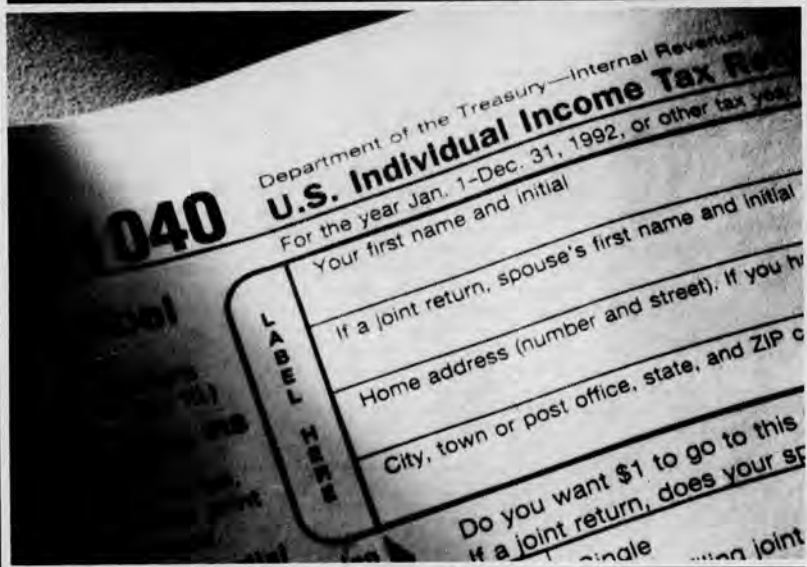 Department of the Treasury—Internal Revenue
U.S. Individual Income Tax
1040
For the year Jan. 1-Dec. 31, 1992, or other tax year
Your first name and initial
If a joint return, spouse's first name and initial
Home address (number and street). If you
City, town or post office, state, and ZIP
LABEL HERE
Do you want $1 to go to this
If a joint return, does your
Single
joint